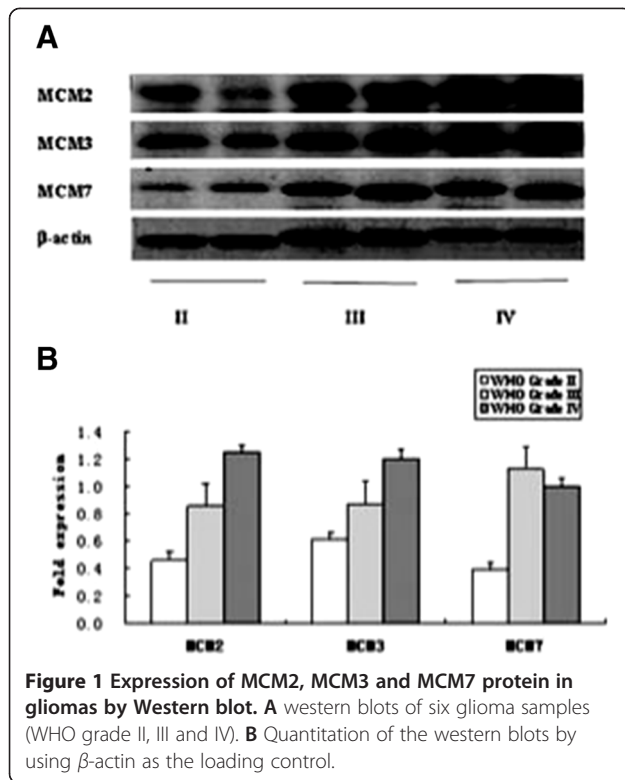 A
MCM2
MCM3
MCM7
β-actin
II III IV
B
WHO Grade II
WHO Grade III
WHO Grade IV
Fold expression
1.4
1.2
1.0
0.8
0.6
0.4
0.2
0.0
MCM2 MCM3 MCM7
Figure 1 Expression of MCM2, MCM3 and MCM7 protein in
gliomas by Western blot. A western blots of six glioma samples
(WHO grade II, III and IV). B Quantitation of the western blots by
using β-actin as the loading control.